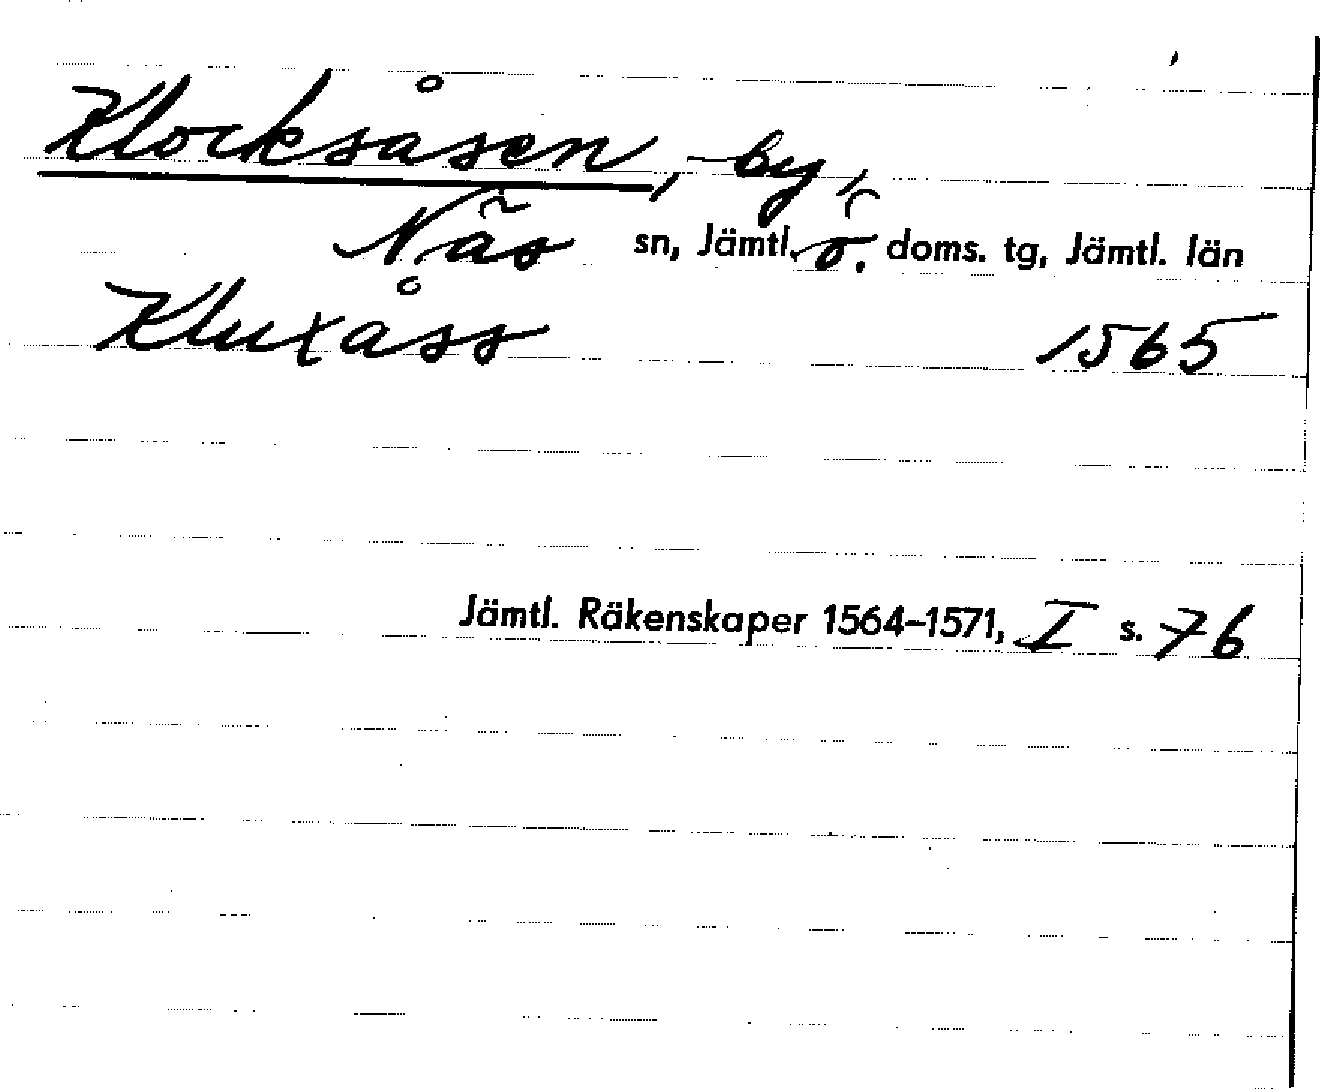 Klocksåsen, by,
Näs sn, Jämtl. ö. doms. tg, Jämtl. län
Kluxåss 1565
Jämtl. Räkenskaper 1564–1571, I s. 76